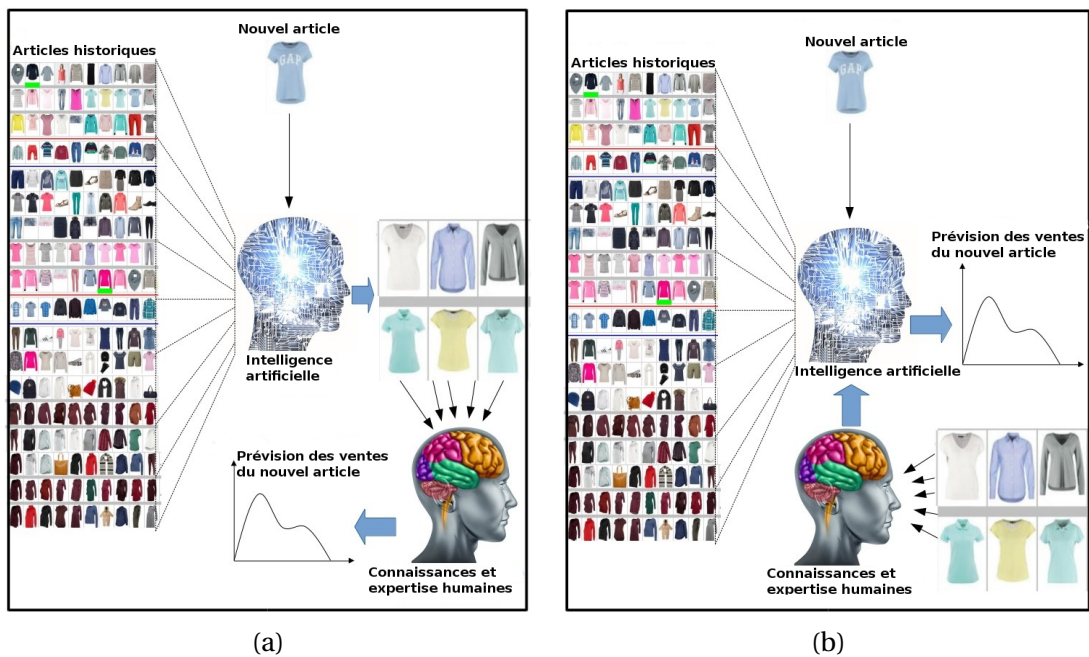 Nouvel article
Articles historiques
GAP
Intelligence
artificielle
Prévision des ventes
du nouvel article
Connaissances et
expertise humaines
(a)
Nouvel article
Articles historiques
GAP
Prévision des ventes
du nouvel article
Intelligence artificielle
Connaissances et
expertise humaines
(b)